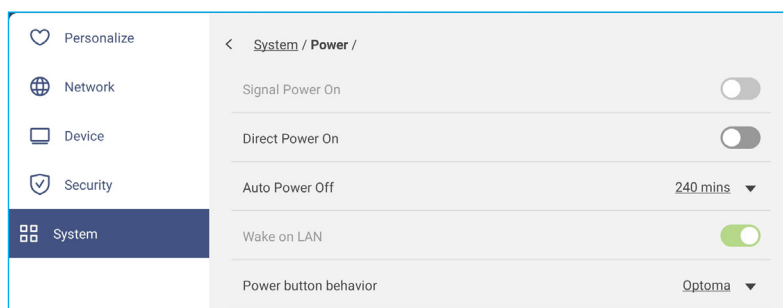 Personalize
Network
Device
Security
System
System / Power /
Signal Power On
Direct Power On
Auto Power Off 240 mins
Wake on LAN
Power button behavior Optoma